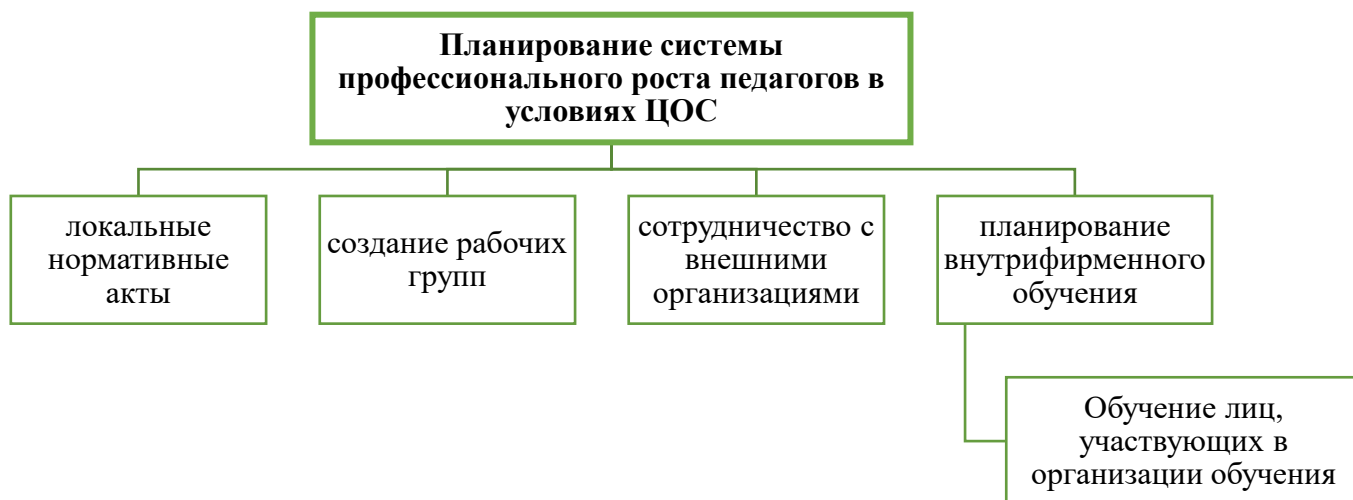 Планирование системы
профессионального роста педагогов в
условиях ЦОС
локальные
нормативные
акты
создание рабочих
групп
сотрудничество с
внешними
организациями
планирование
внутрифирменного
обучения
Обучение лиц,
участвующих в
организации обучения